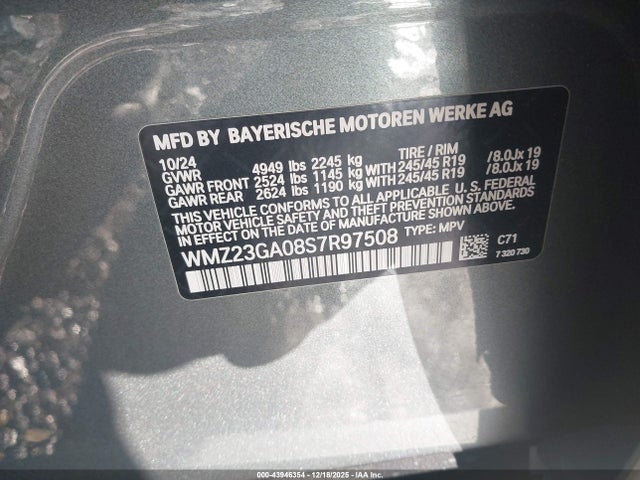 MFD BY BAYERISCHE MOTOREN WERKE AG
10/24 TIRE / RIM
GVWR 4949 lbs 2245 kg
GAWR FRONT 2524 lbs 1145 kg WITH 245/45 R19 /8.0Jx 19
GAWR REAR 2624 lbs 1190 kg WITH 245/45 R19 /8.0Jx 19
THIS VEHICLE CONFORMS TO ALL APPLICABLE U.S. FEDERAL
MOTOR VEHICLE SAFETY AND THEFT PREVENTION STANDARDS
IN EFFECT ON THE DATE OF MANUFACTURE SHOWN ABOVE.
WMZ23GA08S7R97508 TYPE: MPV
C71
7 320 730
000-43946354 | 12/18/2025 - IAA Inc.